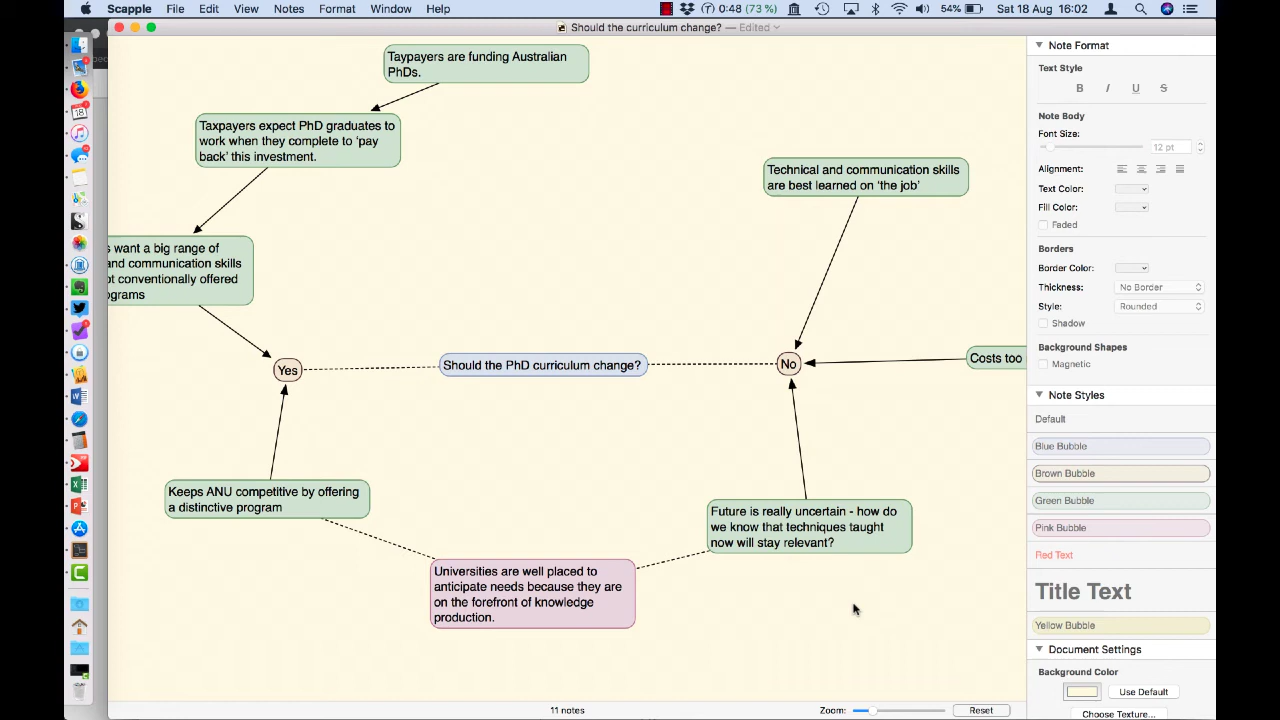 Scapple File Edit View Notes Format Window Help
0:48 (73 %) 54% Sat 18 Aug 16:02
Should the curriculum change? — Edited
Taypayers are funding Australian
PhDs.
Taxpayers expect PhD graduates to
work when they complete to ‘pay
back’ this investment.
Technical and communication skills
are best learned on ‘the job’
s want a big range of
and communication skills
ot conventionally offered
ograms
Yes
Should the PhD curriculum change?
No
Costs too
Keeps ANU competitive by offering
a distinctive program
Future is really uncertain - how do
we know that techniques taught
now will stay relevant?
Universities are well placed to
anticipate needs because they are
on the forefront of knowledge
production.
11 notes
Zoom:
Reset
Note Format
Text Style
B I U S
Note Body
Font Size:
12 pt
Alignment:
Text Color:
Fill Color:
Faded
Borders
Border Color:
Thickness: No Border
Style: Rounded
Shadow
Background Shapes
Magnetic
Note Styles
Default
Blue Bubble
Brown Bubble
Green Bubble
Pink Bubble
Red Text
Title Text
Yellow Bubble
Document Settings
Background Color
Use Default
Choose Texture...